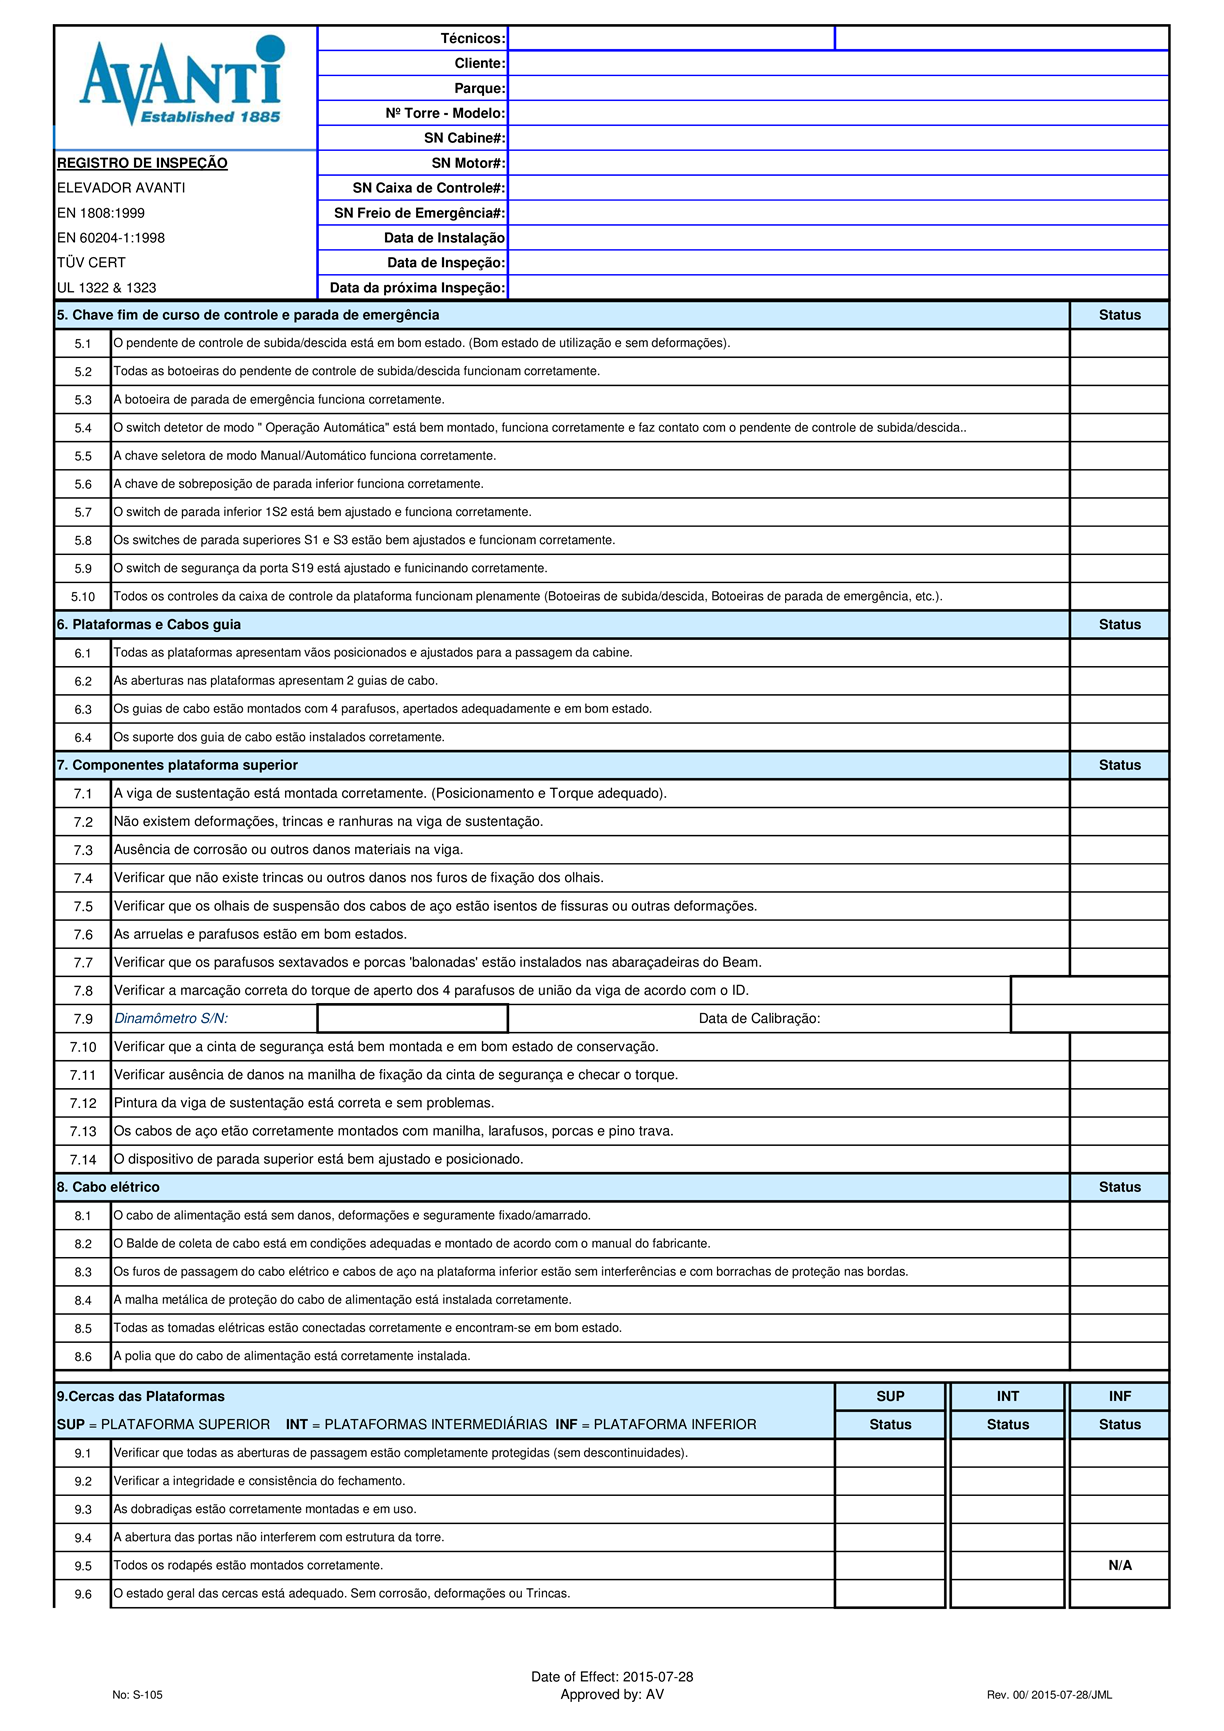 AVANTI
Established 1885
Técnicos:
Cliente:
Parque:
Nº Torre - Modelo:
SN Cabine#:
REGISTRO DE INSPEÇÃO SN Motor#:
ELEVADOR AVANTI SN Caixa de Controle#:
EN 1808:1999 SN Freio de Emergência#:
EN 60204-1:1998 Data de Instalação
TÜV CERT Data de Inspeção:
UL 1322 & 1323 Data da próxima Inspeção:
5. Chave fim de curso de controle e parada de emergência Status
5.1 O pendente de controle de subida/descida está em bom estado. (Bom estado de utilização e sem deformações).
5.2 Todas as botoeiras do pendente de controle de subida/descida funcionam corretamente.
5.3 A botoeira de parada de emergência funciona corretamente.
5.4 O switch detetor de modo " Operação Automática" está bem montado, funciona corretamente e faz contato com o pendente de controle de subida/descida..
5.5 A chave seletora de modo Manual/Automático funciona corretamente.
5.6 A chave de sobreposição de parada inferior funciona corretamente.
5.7 O switch de parada inferior 1S2 está bem ajustado e funciona corretamente.
5.8 Os switches de parada superiores S1 e S3 estão bem ajustados e funcionam corretamente.
5.9 O switch de segurança da porta S19 está ajustado e funicinando corretamente.
5.10 Todos os controles da caixa de controle da plataforma funcionam plenamente (Botoeiras de subida/descida, Botoeiras de parada de emergência, etc.).
6. Plataformas e Cabos guia Status
6.1 Todas as plataformas apresentam vãos posicionados e ajustados para a passagem da cabine.
6.2 As aberturas nas plataformas apresentam 2 guias de cabo.
6.3 Os guias de cabo estão montados com 4 parafusos, apertados adequadamente e em bom estado.
6.4 Os suporte dos guia de cabo estão instalados corretamente.
7. Componentes plataforma superior Status
7.1 A viga de sustentação está montada corretamente. (Posicionamento e Torque adequado).
7.2 Não existem deformações, trincas e ranhuras na viga de sustentação.
7.3 Ausência de corrosão ou outros danos materiais na viga.
7.4 Verificar que não existe trincas ou outros danos nos furos de fixação dos olhais.
7.5 Verificar que os olhais de suspensão dos cabos de aço estão isentos de fissuras ou outras deformações.
7.6 As arruelas e parafusos estão em bom estados.
7.7 Verificar que os parafusos sextavados e porcas 'balonadas' estão instalados nas abaraçadeiras do Beam.
7.8 Verificar a marcação correta do torque de aperto dos 4 parafusos de união da viga de acordo com o ID.
7.9 Dinamômetro S/N: Data de Calibração:
7.10 Verificar que a cinta de segurança está bem montada e em bom estado de conservação.
7.11 Verificar ausência de danos na manilha de fixação da cinta de segurança e checar o torque.
7.12 Pintura da viga de sustentação está correta e sem problemas.
7.13 Os cabos de aço etão corretamente montados com manilha, larafusos, porcas e pino trava.
7.14 O dispositivo de parada superior está bem ajustado e posicionado.
8. Cabo elétrico Status
8.1 O cabo de alimentação está sem danos, deformações e seguramente fixado/amarrado.
8.2 O Balde de coleta de cabo está em condições adequadas e montado de acordo com o manual do fabricante.
8.3 Os furos de passagem do cabo elétrico e cabos de aço na plataforma inferior estão sem interferências e com borrachas de proteção nas bordas.
8.4 A malha metálica de proteção do cabo de alimentação está instalada corretamente.
8.5 Todas as tomadas elétricas estão conectadas corretamente e encontram-se em bom estado.
8.6 A polia que do cabo de alimentação está corretamente instalada.
9.Cercas das Plataformas SUP INT INF
SUP = PLATAFORMA SUPERIOR INT = PLATAFORMAS INTERMEDIÁRIAS INF = PLATAFORMA INFERIOR Status Status Status
9.1 Verificar que todas as aberturas de passagem estão completamente protegidas (sem descontinuidades).
9.2 Verificar a integridade e consistência do fechamento.
9.3 As dobradiças estão corretamente montadas e em uso.
9.4 A abertura das portas não interferem com estrutura da torre.
9.5 Todos os rodapés estão montados corretamente. N/A
9.6 O estado geral das cercas está adequado. Sem corrosão, deformações ou Trincas.
Date of Effect: 2015-07-28
No: S-105 Approved by: AV Rev. 00/ 2015-07-28/JML